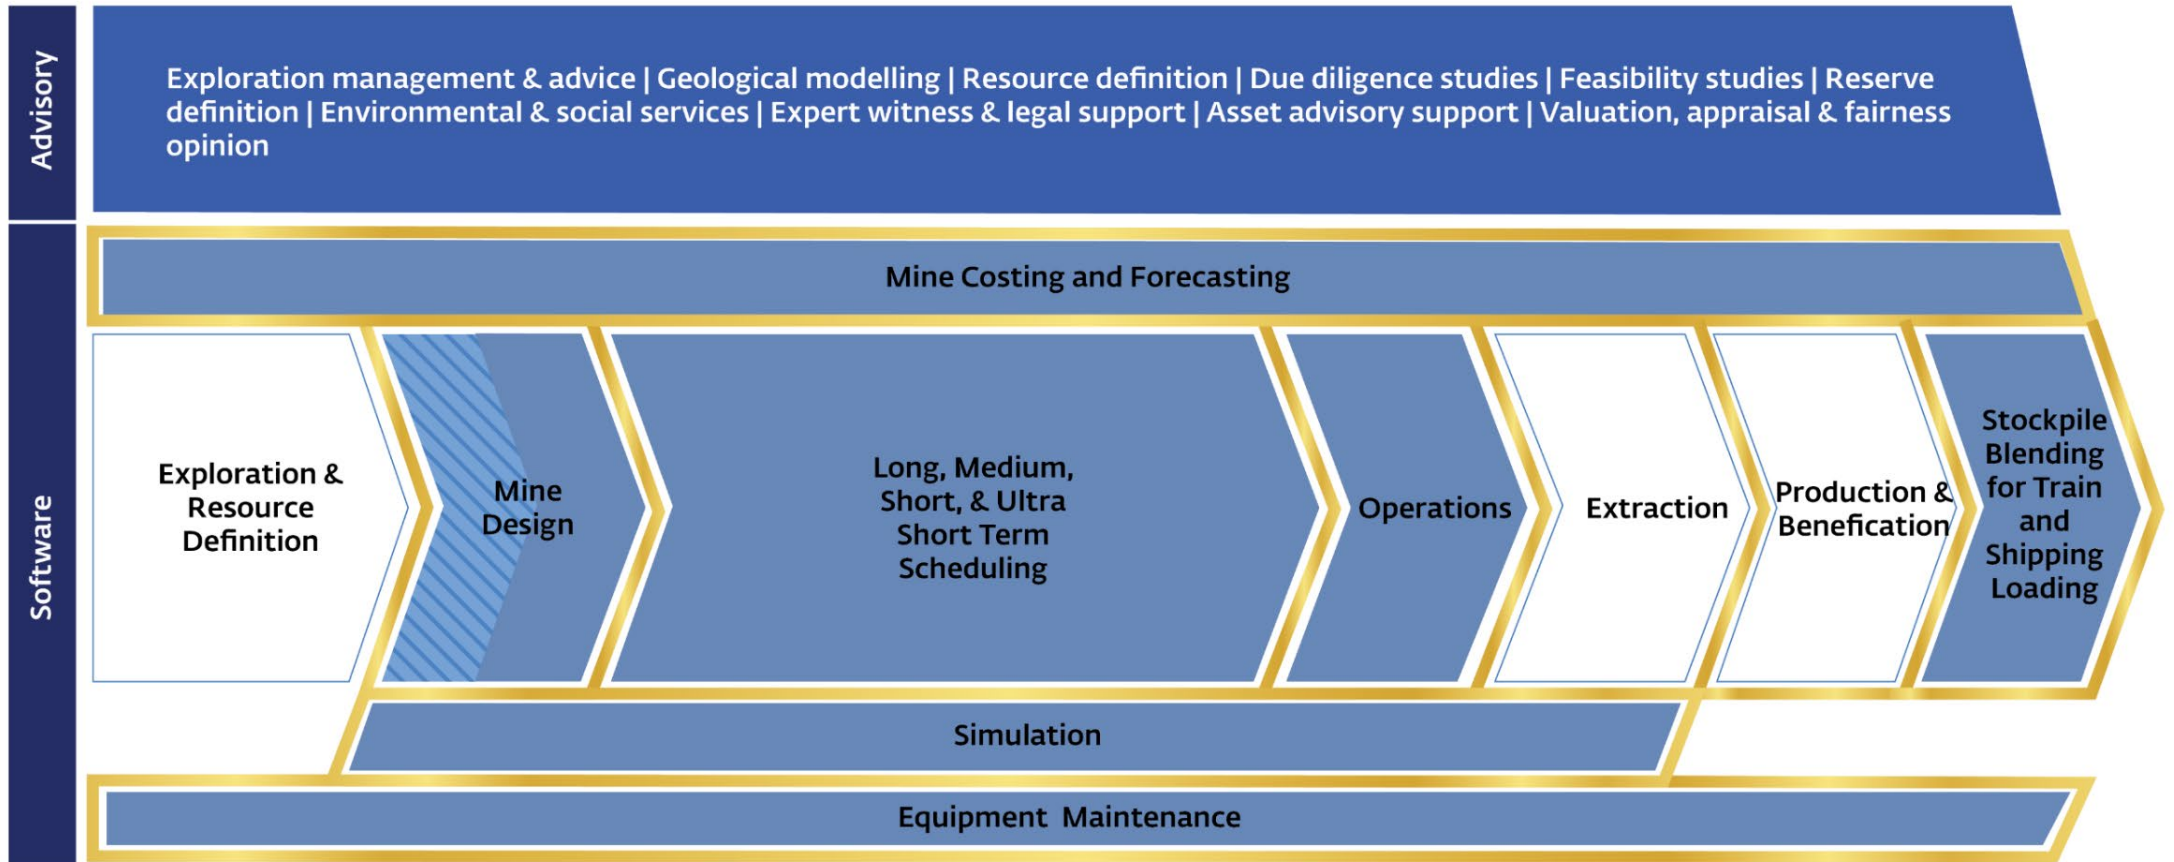 Advisory
Exploration management & advice | Geological modelling | Resource definition | Due diligence studies | Feasibility studies | Reserve
definition | Environmental & social services | Expert witness & legal support | Asset advisory support | Valuation, appraisal & fairness
opinion
Software
Mine Costing and Forecasting
Exploration &
Resource
Definition
Mine
Design
Long, Medium,
Short, & Ultra
Short Term
Scheduling
Operations
Extraction
Production &
Benefication
Stockpile
Blending
for Train
and
Shipping
Loading
Simulation
Equipment Maintenance